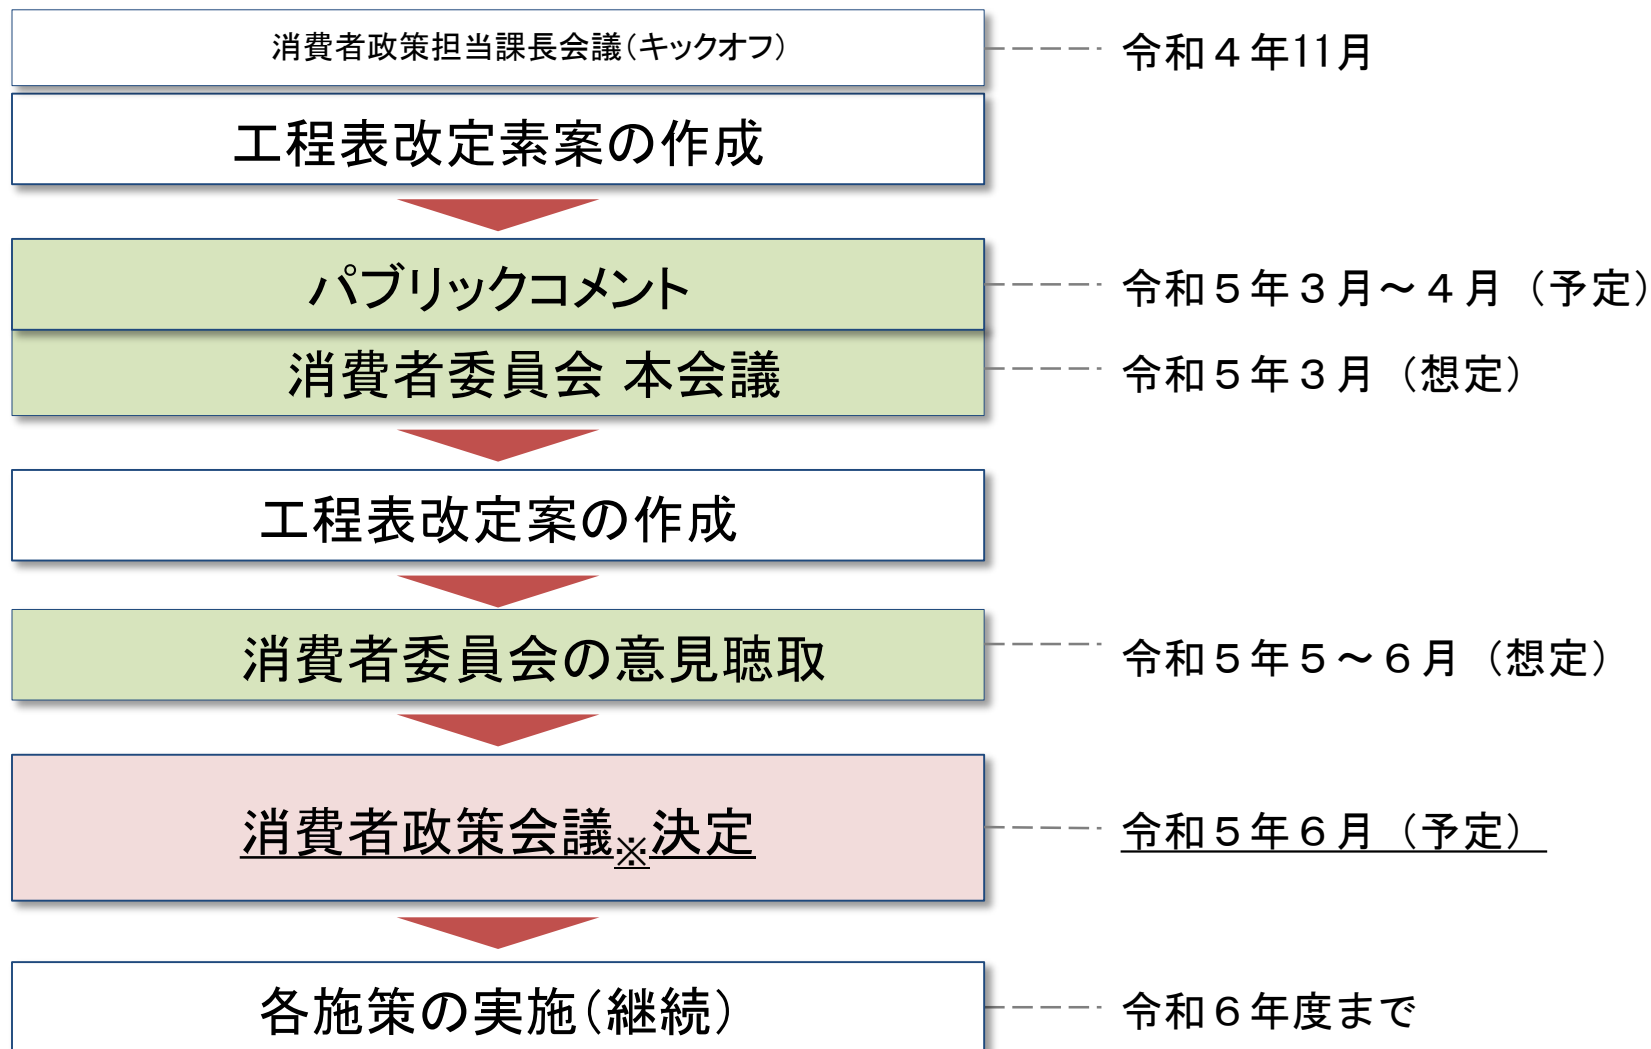 消費者政策担当課長会議（キックオフ）
令和４年11月
工程表改定素案の作成
パブリックコメント
令和５年３月～４月（予定）
消費者委員会 本会議
令和５年３月（想定）
工程表改定案の作成
消費者委員会の意見聴取
令和５年５～６月（想定）
消費者政策会議※決定
令和５年６月（予定）
各施策の実施（継続）
令和６年度まで